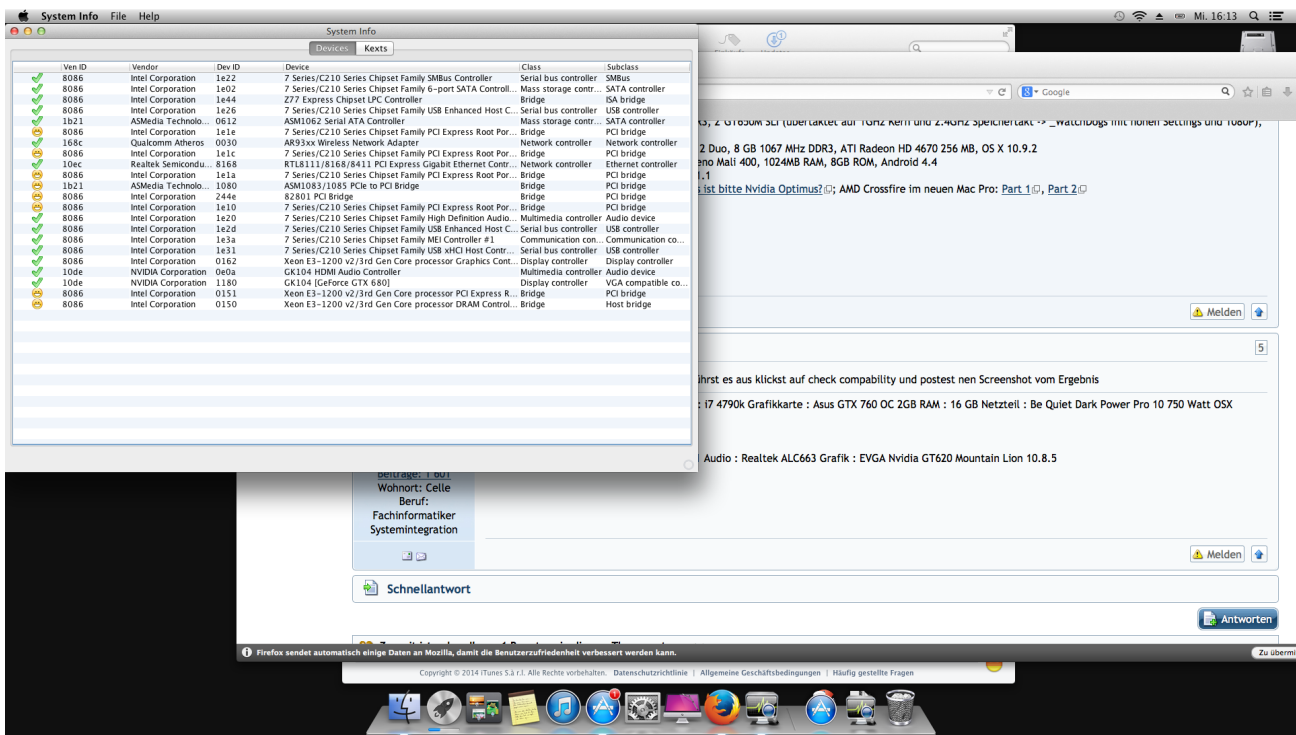 System Info File Help Mi. 16:13
System Info
Devices Kexts
Ven ID Vendor Dev ID Device Class Subclass
8086 Intel Corporation 1e22 7 Series/C210 Series Chipset Family SMBus Controller Serial bus controller SMBus
8086 Intel Corporation 1e02 7 Series/C210 Series Chipset Family 6-port SATA Controll... Mass storage contr... SATA controller
8086 Intel Corporation 1e44 Z77 Express Chipset LPC Controller Bridge ISA bridge
8086 Intel Corporation 1e26 7 Series/C210 Series Chipset Family USB Enhanced Host C... Serial bus controller USB controller
1b21 ASMedia Technolo... 0612 ASM1062 Serial ATA Controller Mass storage contr... SATA controller
8086 Intel Corporation 1e1e 7 Series/C210 Series Chipset Family PCI Express Root Por... Bridge PCI bridge
168c Qualcomm Atheros 0030 AR93xx Wireless Network Adapter Network controller Network controller
8086 Intel Corporation 1e1c 7 Series/C210 Series Chipset Family PCI Express Root Por... Bridge PCI bridge
10ec Realtek Semicondu... 8168 RTL8111/8168/8411 PCI Express Gigabit Ethernet Contr... Network controller Ethernet controller
8086 Intel Corporation 1e1a 7 Series/C210 Series Chipset Family PCI Express Root Por... Bridge PCI bridge
1b21 ASMedia Technolo... 1080 ASM1083/1085 PCIe to PCI Bridge Bridge PCI bridge
8086 Intel Corporation 244e 82801 PCI Bridge Bridge PCI bridge
8086 Intel Corporation 1e10 7 Series/C210 Series Chipset Family PCI Express Root Por... Bridge PCI bridge
8086 Intel Corporation 1e20 7 Series/C210 Series Chipset Family High Definition Audio... Multimedia controller Audio device
8086 Intel Corporation 1e2d 7 Series/C210 Series Chipset Family USB Enhanced Host C... Serial bus controller USB controller
8086 Intel Corporation 1e3a 7 Series/C210 Series Chipset Family MEI Controller #1 Communication con... Communication co...
8086 Intel Corporation 1e31 7 Series/C210 Series Chipset Family USB xHCI Host Contr... Serial bus controller USB controller
8086 Intel Corporation 0162 Xeon E3-1200 v2/3rd Gen Core processor Graphics Cont... Display controller Display controller
10de NVIDIA Corporation 0e0a GK104 HDMI Audio Controller Multimedia controller Audio device
10de NVIDIA Corporation 1180 GK104 [GeForce GTX 680] Display controller VGA compatible co...
8086 Intel Corporation 0151 Xeon E3-1200 v2/3rd Gen Core processor PCI Express R... Bridge PCI bridge
8086 Intel Corporation 0150 Xeon E3-1200 v2/3rd Gen Core processor DRAM Control... Bridge Host bridge
Google
2 GT650M SLI (übertaktet auf 1GHz Kern und 2.4GHz Speichertakt -> _WatchDogs mit hohen Settings und 1080P),
2 Duo, 8 GB 1067 MHz DDR3, ATI Radeon HD 4670 256 MB, OS X 10.9.2
Mali 400, 1024MB RAM, 8GB ROM, Android 4.4
ist bitte Nvidia Optimus?; AMD Crossfire im neuen Mac Pro: Part 1, Part 2
Melden
5
es aus klickst auf check compability und postest nen Screenshot vom Ergebnis
: i7 4790k Grafikkarte : Asus GTX 760 OC 2GB RAM : 16 GB Netzteil : Be Quiet Dark Power Pro 10 750 Watt OSX
Audio : Realtek ALC663 Grafik : EVGA Nvidia GT620 Mountain Lion 10.8.5
Beiträge: 1 601
Wohnort: Celle
Beruf:
Fachinformatiker
Systemintegration
Melden
Schnellantwort
Antworten
Firefox sendet automatisch einige Daten an Mozilla, damit die Benutzerzufriedenheit verbessert werden kann. Zu übermi
Copyright © 2014 iTunes S.à r.l. Alle Rechte vorbehalten. Datenschutzrichtlinie | Allgemeine Geschäftsbedingungen | Häufig gestellte Fragen